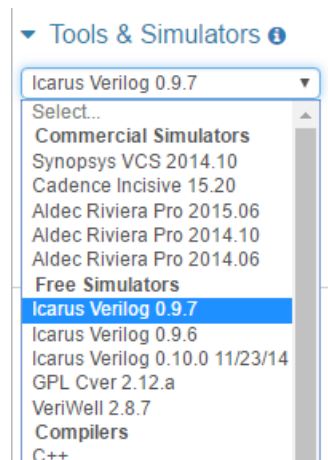 Tools & Simulators
Icarus Verilog 0.9.7
Select...
Commercial Simulators
Synopsys VCS 2014.10
Cadence Incisive 15.20
Aldec Riviera Pro 2015.06
Aldec Riviera Pro 2014.10
Aldec Riviera Pro 2014.06
Free Simulators
Icarus Verilog 0.9.7
Icarus Verilog 0.9.6
Icarus Verilog 0.10.0 11/23/14
GPL Cver 2.12.a
VeriWell 2.8.7
Compilers
C++